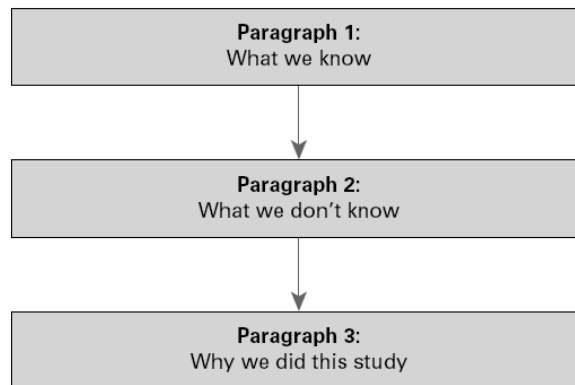 Paragraph 1:
What we know
Paragraph 2:
What we don't know
Paragraph 3:
Why we did this study